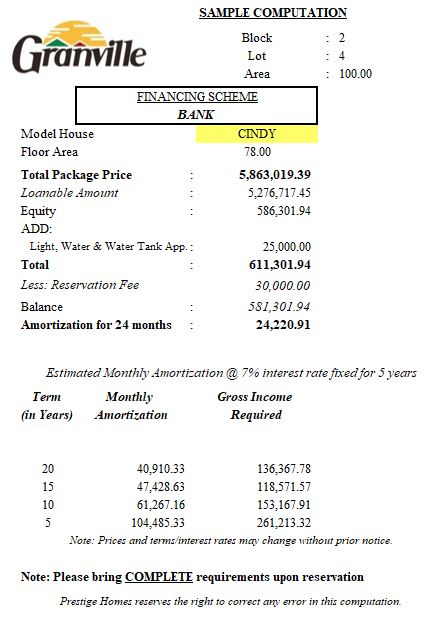 SAMPLE COMPUTATION
Granville
Block : 2
Lot : 4
Area : 100.00
FINANCING SCHEME
BANK
Model House CINDY
Floor Area 78.00
Total Package Price : 5,863,019.39
Loanable Amount : 5,276,717.45
Equity : 586,301.94
ADD:
Light, Water & Water Tank App. : 25,000.00
Total : 611,301.94
Less: Reservation Fee 30,000.00
Balance : 581,301.94
Amortization for 24 months : 24,220.91
Estimated Monthly Amortization @ 7% interest rate fixed for 5 years
Term Monthly Gross Income
(in Years) Amortization Required
20 40,910.33 136,367.78
15 47,428.63 118,571.57
10 61,267.16 153,167.91
5 104,485.33 261,213.32
Note: Prices and terms/interest rates may change without prior notice.
Note: Please bring COMPLETE requirements upon reservation
Prestige Homes reserves the right to correct any error in this computation.